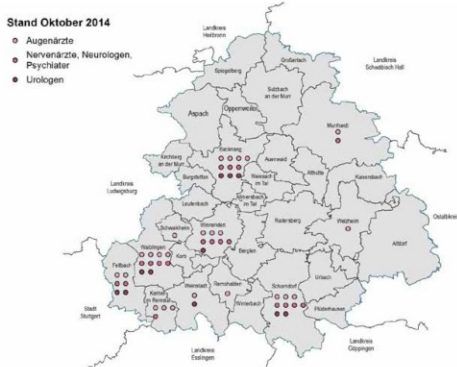 Stand Oktober 2014
Augenärzte
Nervenärzte, Neurologen,
Psychiater
Urologen
Landkreis
Heilbronn
Landkreis
Schwäbisch Hall
Großerlach
Spiegelberg
Sulzbach
an der Murr
Aspach
Oppenweiler
Murrhardt
Backnang
Kirchberg
an der Murr
Auenwald
Burgstetten
Weissach
im Tal
Althütte
Kaisersbach
Landkreis
Ludwigsburg
Allmersbach
im Tal
Leutenbach
Schwaikheim
Winnenden
Rudersberg
Welzheim
Ostalbkreis
Alfdorf
Waiblingen
Korb
Berglen
Fellbach
Urbach
Kernen
im Remstal
Weinstadt
Remshalden
Schorndorf
Winterbach
Plüderhausen
Stadt
Stuttgart
Landkreis
Esslingen
Landkreis
Göppingen